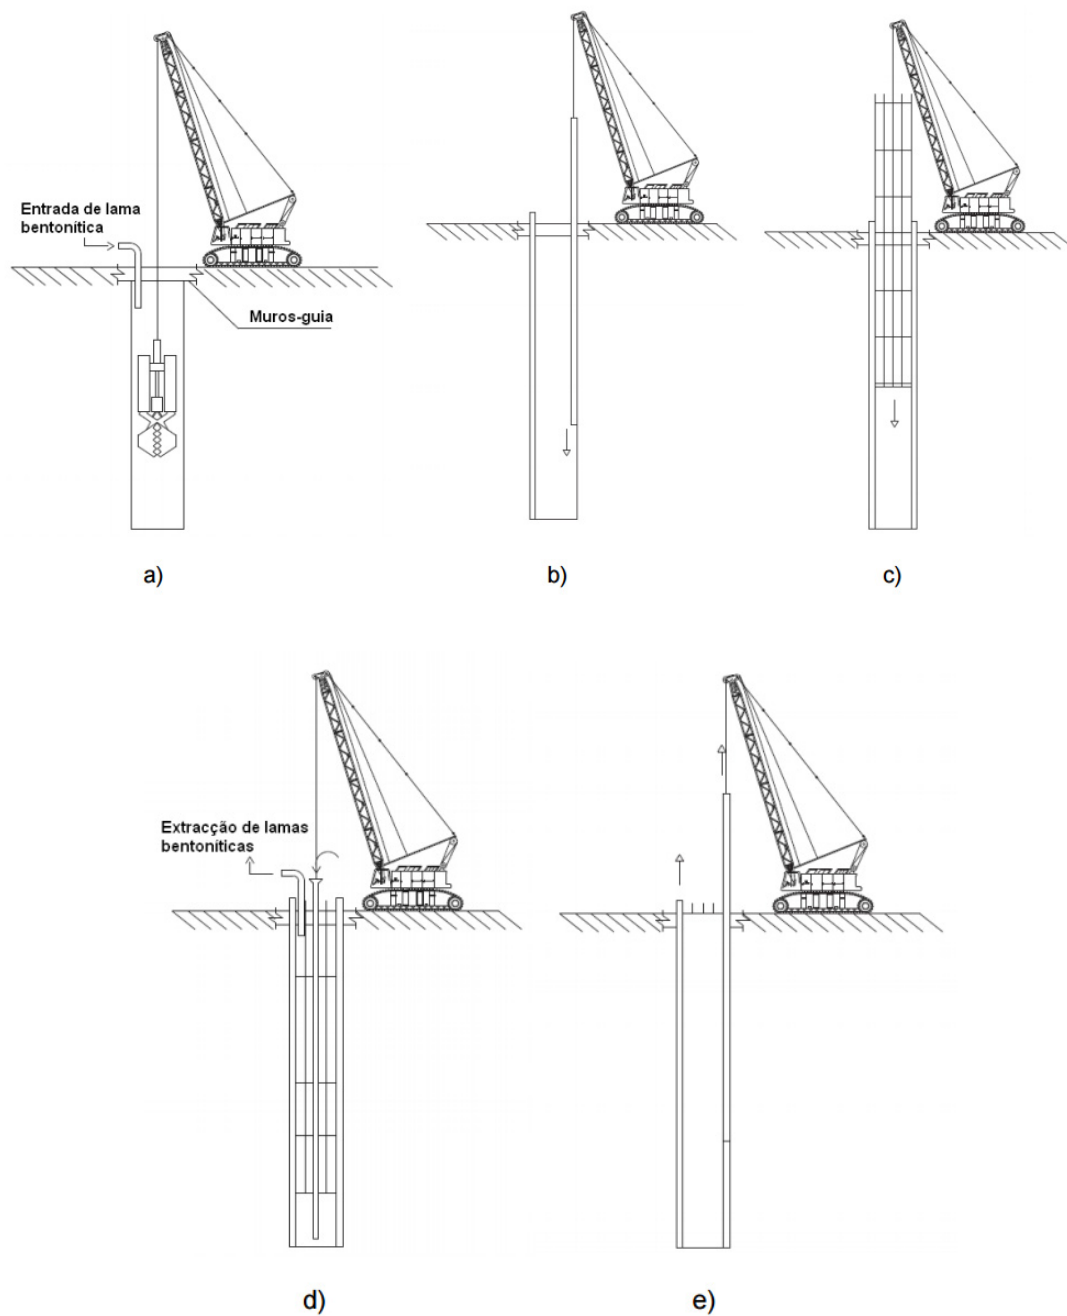 Entrada de lama
bentonítica
Muros-guia
a)
b)
c)
Extracção de lamas
bentoníticas
d)
e)